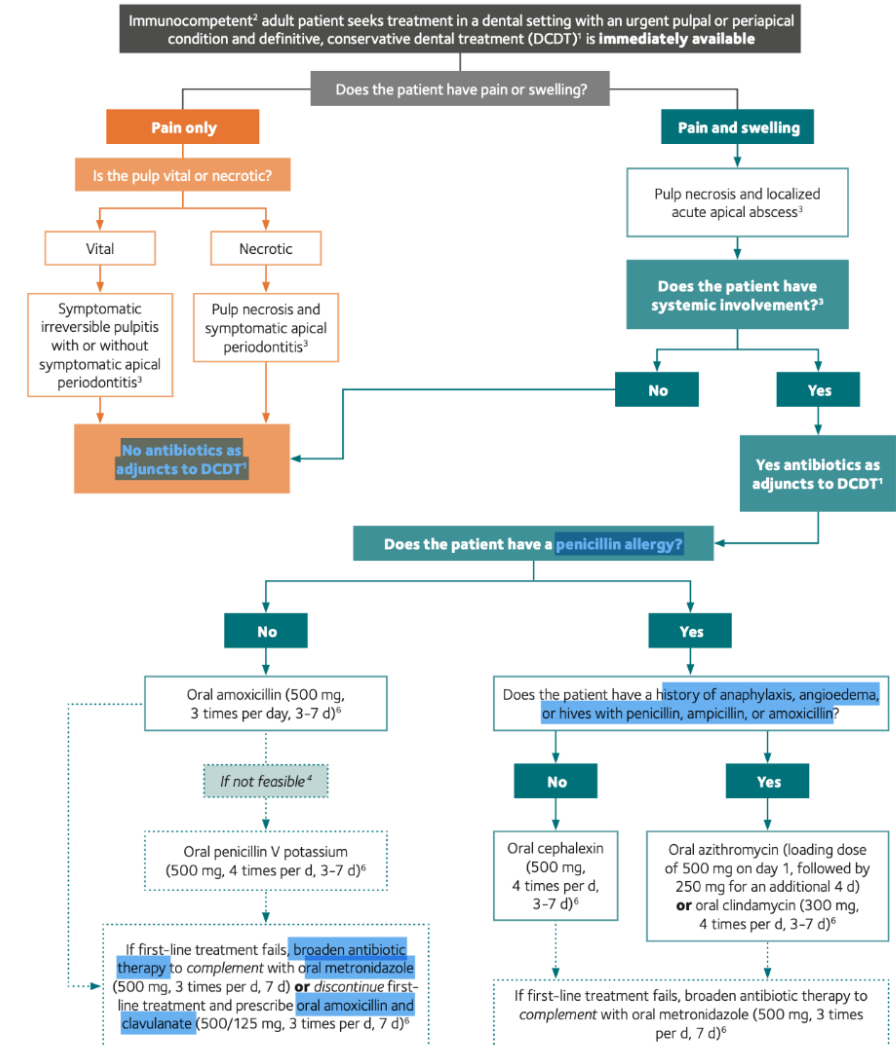 Immunocompetent² adult patient seeks treatment in a dental setting with an urgent pulpal or periapical
condition and definitive, conservative dental treatment (DCDT)¹ is immediately available
Does the patient have pain or swelling?
Pain only
Is the pulp vital or necrotic?
Vital
Necrotic
Symptomatic
irreversible pulpitis
with or without
symptomatic apical
periodontitis³
Pulp necrosis and
symptomatic apical
periodontitis³
No antibiotics as
adjuncts to DCDT¹
Pain and swelling
Pulp necrosis and localized
acute apical abscess³
Does the patient have
systemic involvement?³
No
Yes
Yes antibiotics as
adjuncts to DCDT¹
Does the patient have a penicillin allergy?
No
Oral amoxicillin (500 mg,
3 times per day, 3-7 d)⁶
If not feasible⁴
Oral penicillin V potassium
(500 mg, 4 times per d, 3-7 d)⁶
If first-line treatment fails, broaden antibiotic
therapy to complement with oral metronidazole
(500 mg, 3 times per d, 7 d) or discontinue first-
line treatment and prescribe oral amoxicillin and
clavulanate (500/125 mg, 3 times per d, 7 d)⁶
Yes
Does the patient have a history of anaphylaxis, angioedema,
or hives with penicillin, ampicillin, or amoxicillin?
No
Yes
Oral cephalexin
(500 mg,
4 times per d,
3-7 d)⁶
Oral azithromycin (loading dose
of 500 mg on day 1, followed by
250 mg for an additional 4 d)
or oral clindamycin (300 mg,
4 times per d, 3-7 d)⁶
If first-line treatment fails, broaden antibiotic therapy to
complement with oral metronidazole (500 mg, 3 times
per d, 7 d)⁶